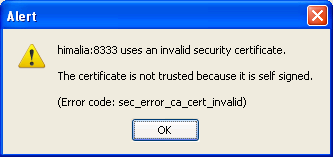 Alert
himalia:8333 uses an invalid security certificate.
The certificate is not trusted because it is self signed.
(Error code: sec_error_ca_cert_invalid)
OK